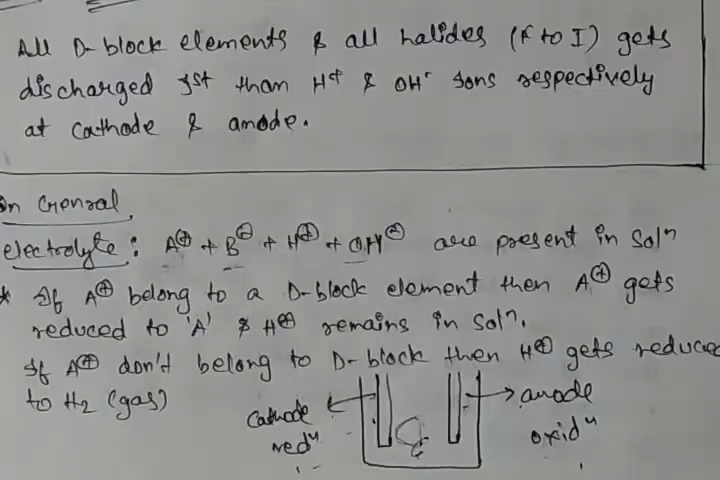 All D-block elements & all halides (F to I) gets
discharged 1st than H⁺ & OH⁻ ions respectively
at cathode & anode.
In General,
electrolyte: A⊕ + B⊖ + H⊕ + OH⊖ are present in solⁿ
* If A⊕ belong to a D-block element then A⊕ gets
reduced to 'A' & H⊕ remains in solⁿ.
If A⊕ don't belong to D-block then H⊕ gets reduced
to H₂ (gas)
cathode
redⁿ
anode
oxidⁿ